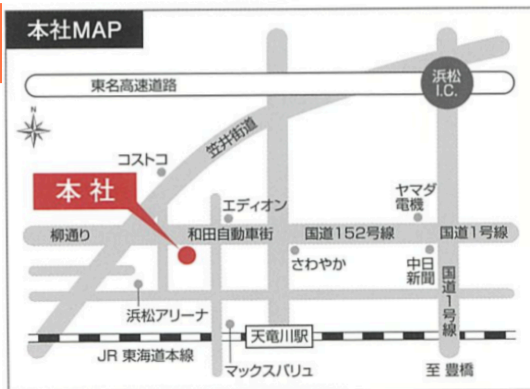 本社MAP
東名高速道路
浜松
I.C.
N
笠井街道
コストコ
本社
エディオン
ヤマダ
電機
柳通り
和田自動車街
国道152号線
国道1号線
さわやか
中日
新聞
国道1号線
浜松アリーナ
天竜川駅
JR 東海道本線
マックスバリュ
至 豊橋